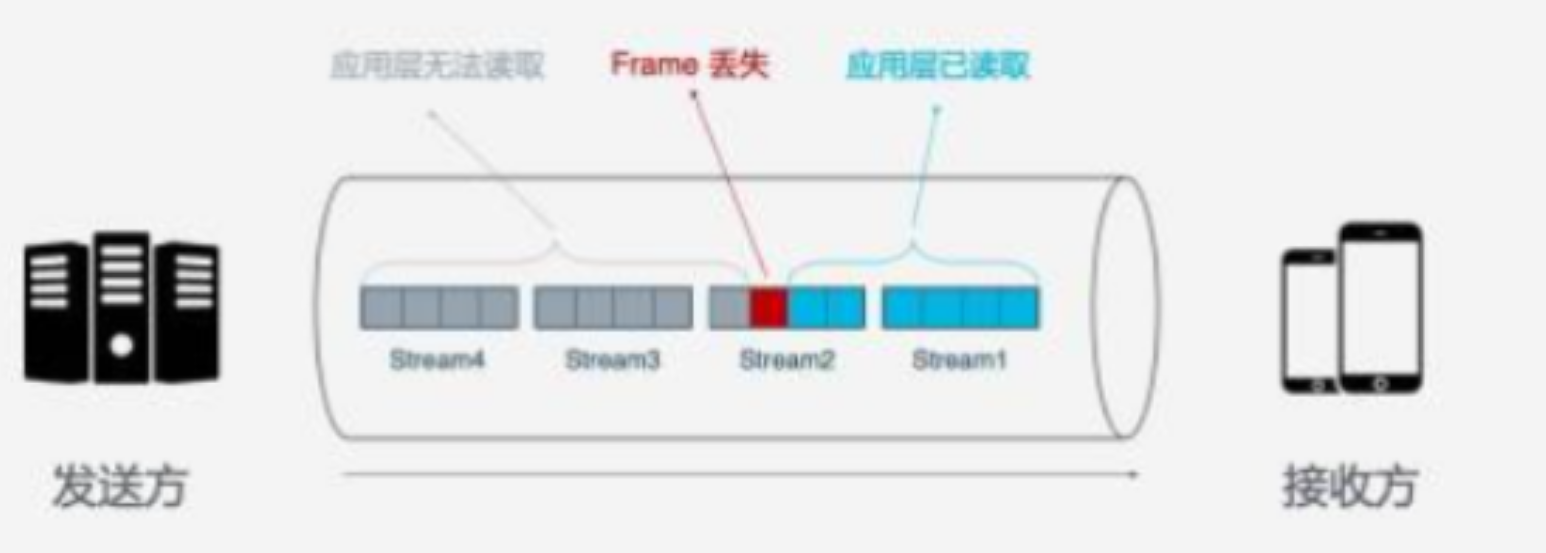 应用层无法读取
Frame 丢失
应用层已读取
Stream4
Stream3
Stream2
Stream1
发送方
接收方